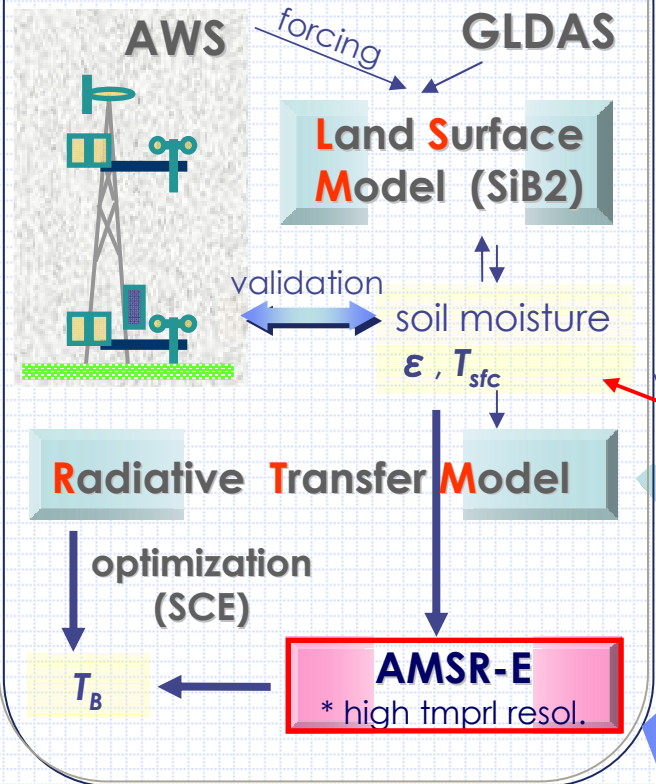 AWS
forcing
GLDAS
Land Surface
Model (SiB2)
validation
soil moisture
ε , Tsfc
Radiative Transfer Model
optimization
(SCE)
AMSR-E
* high tmprl resol.
TB